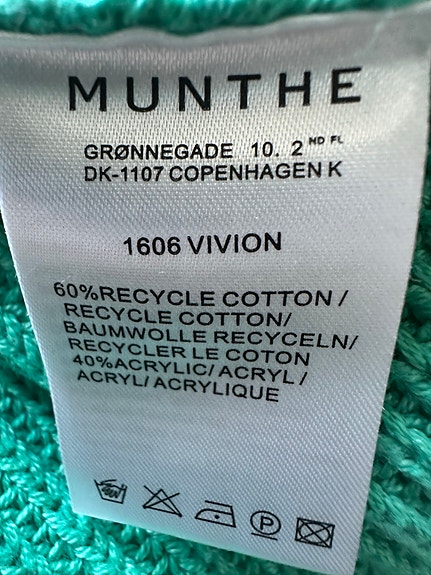 MUNTHE
GRØNNEGADE 10. 2 ND FL
DK-1107 COPENHAGEN K
1606 VIVION
60%RECYCLE COTTON /
RECYCLE COTTON/
BAUMWOLLE RECYCELN/
RECYCLER LE COTON
40%ACRYLIC/ ACRYL /
ACRYL/ ACRYLIQUE
P